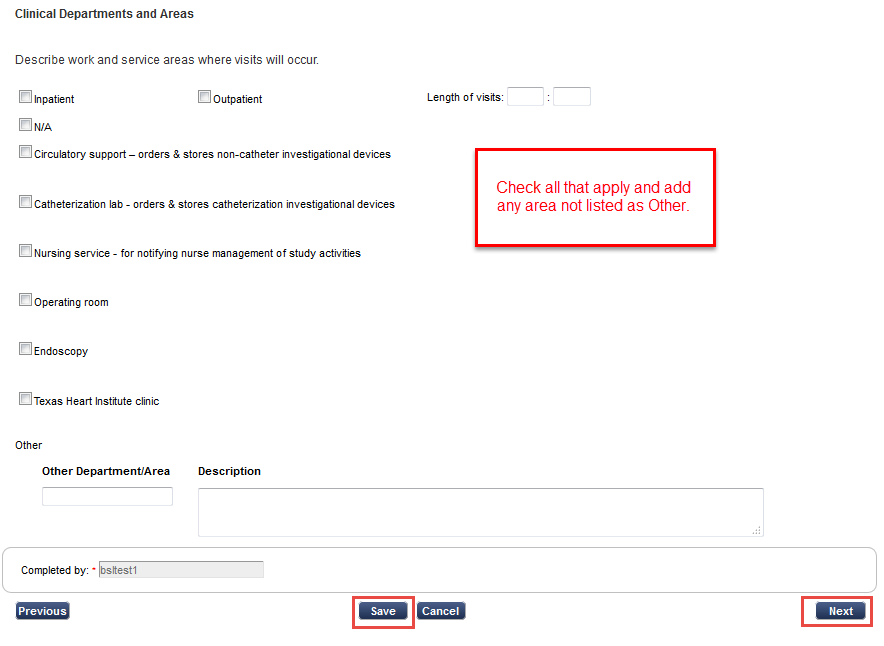 Clinical Departments and Areas
Describe work and service areas where visits will occur.
Inpatient Outpatient Length of visits: :
N/A
Circulatory support – orders & stores non-catheter investigational devices
Check all that apply and add
any area not listed as Other.
Catheterization lab - orders & stores catheterization investigational devices
Nursing service - for notifying nurse management of study activities
Operating room
Endoscopy
Texas Heart Institute clinic
Other
Other Department/Area Description
Completed by: * bsltest1
Previous Save Cancel Next